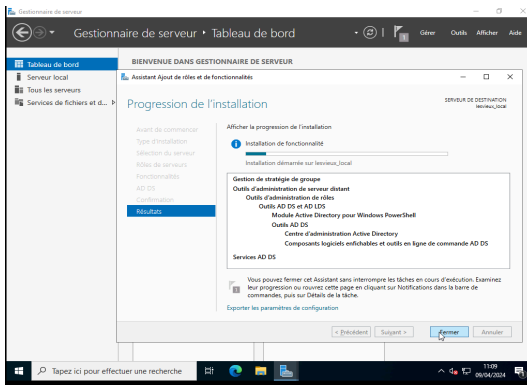 Gestionnaire de serveur
Gestionnaire de serveur • Tableau de bord
1
Gérer Outils Afficher Aide
Tableau de bord
Serveur local
Tous les serveurs
Services de fichiers et d...
BIENVENUE DANS GESTIONNAIRE DE SERVEUR
Assistant Ajout de rôles et de fonctionnalités
Progression de l'installation
SERVEUR DE DESTINATION
lesvieux_local
Avant de commencer
Type d'installation
Sélection du serveur
Rôles de serveurs
Fonctionnalités
AD DS
Confirmation
Résultats
Afficher la progression de l'installation
Installation de fonctionnalité
Installation démarrée sur lesvieux_local
Gestion de stratégie de groupe
Outils d'administration de serveur distant
Outils d'administration de rôles
Outils AD DS et AD LDS
Module Active Directory pour Windows PowerShell
Outils AD DS
Centre d'administration Active Directory
Composants logiciels enfichables et outils en ligne de commande AD DS
Services AD DS
1
Vous pouvez fermer cet Assistant sans interrompre les tâches en cours d'exécution. Examinez
leur progression ou rouvrez cette page en cliquant sur Notifications dans la barre de
commandes, puis sur Détails de la tâche.
Exporter les paramètres de configuration
< Précédent Suivant > Fermer Annuler
Tapez ici pour effectuer une recherche
11:09
09/04/2024